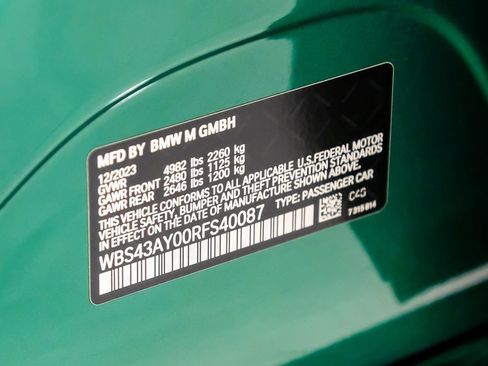 MFD BY BMW M GMBH
12/2023
GVWR 4982 lbs 2260 kg
GAWR FRONT 2480 lbs 1125 kg
GAWR REAR 2646 lbs 1200 kg
THIS VEHICLE CONFORMS TO ALL APPLICABLE U.S.FEDERAL MOTOR
VEHICLE SAFETY, BUMPER, AND THEFT PREVENTION STANDARDS
IN EFFECT ON THE DATE OF MANUFACTURE SHOWN ABOVE.
WBS43AY00RFS40087 TYPE: PASSENGER CAR
C4G
7 315 814